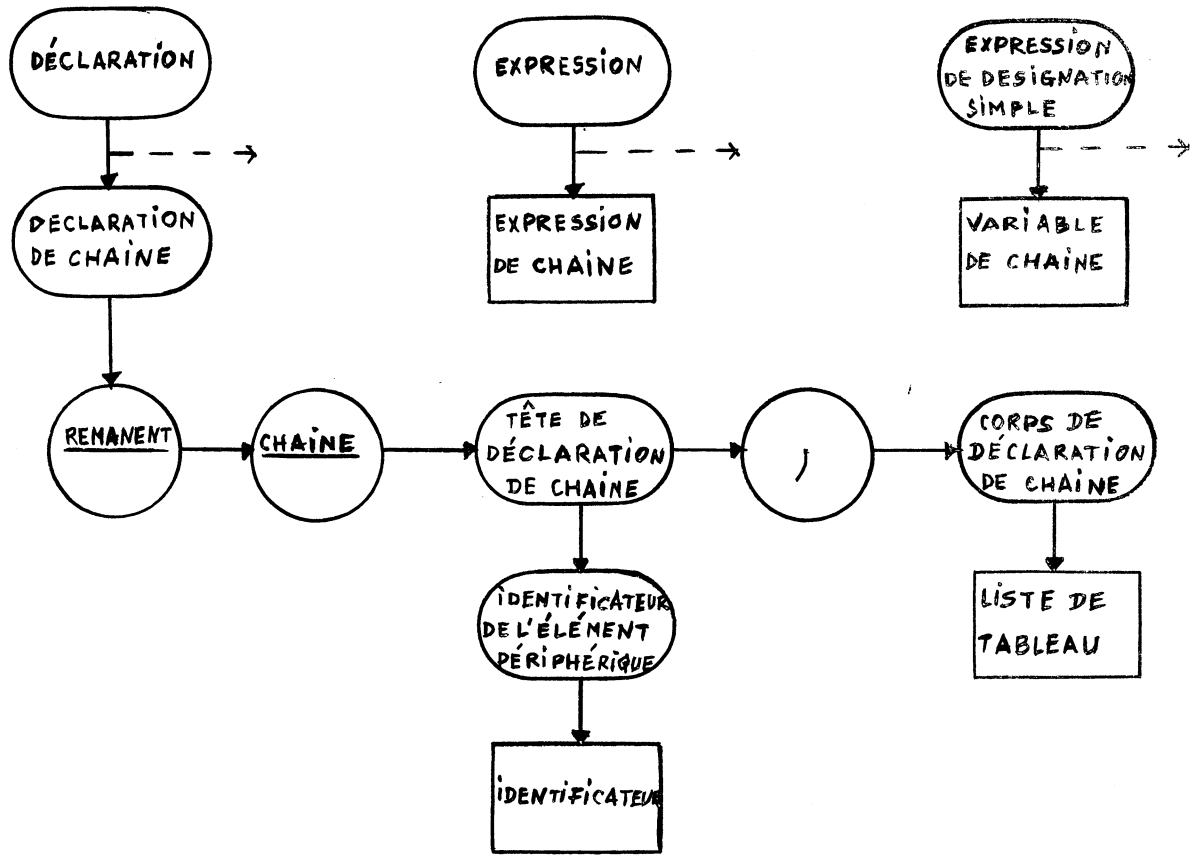 DÉCLARATION
EXPRESSION
EXPRESSION
DE DESIGNATION
SIMPLE
DECLARATION
DE CHAINE
EXPRESSION
DE CHAINE
VARIABLE
DE CHAINE
REMANENT
CHAINE
TÊTE DE
DÉCLARATION
DE CHAINE
,
CORPS DE
DÉCLARATION
DE CHAINE
IDENTIFICATEUR
DE L'ÉLÉMENT
PÉRIPHÉRIQUE
LISTE DE
TABLEAU
IDENTIFICATEUR